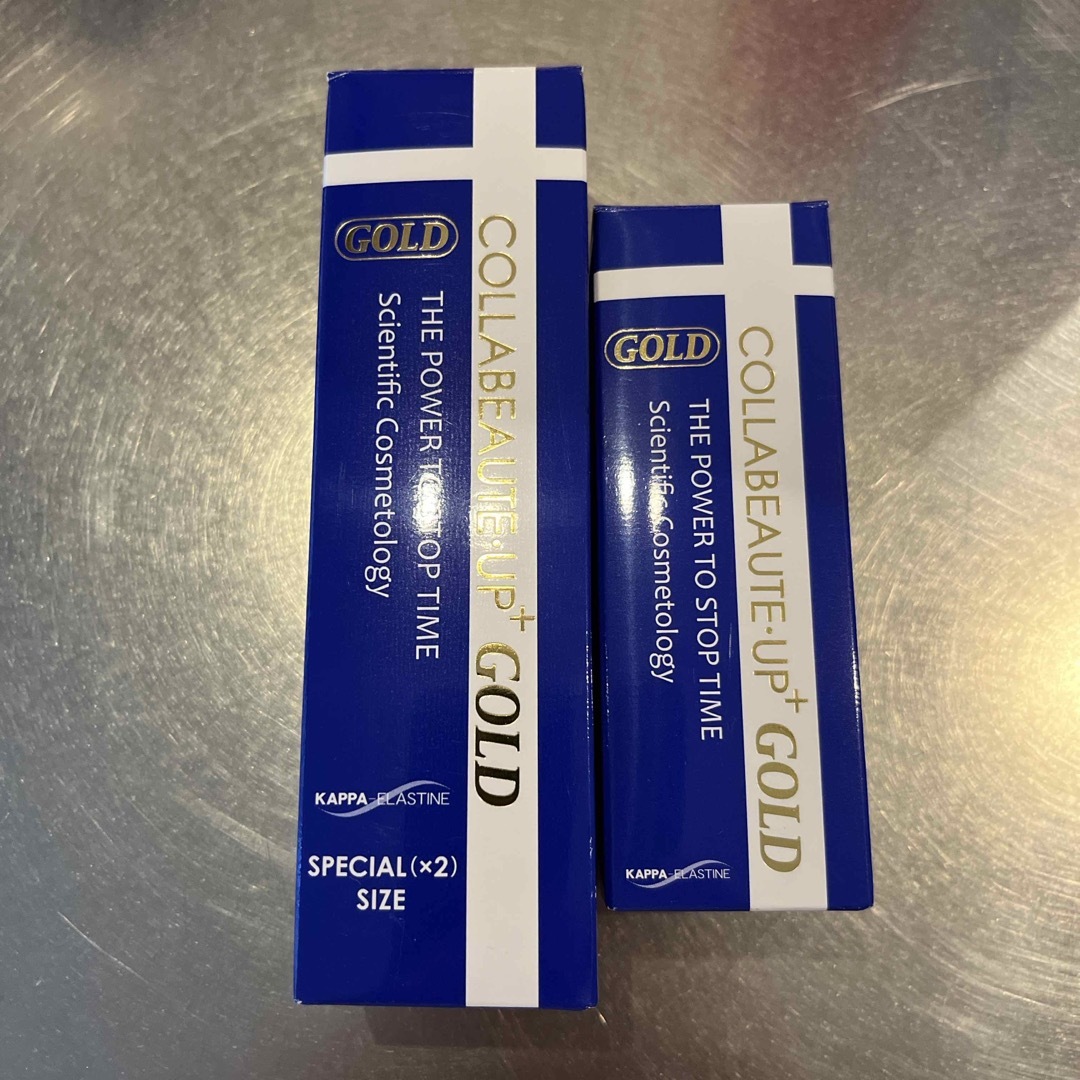 GOLD
COLLABEAUTE·UP+ GOLD
THE POWER TO STOP TIME
Scientific Cosmetology
KAPPA-ELASTINE
SPECIAL(×2)
SIZE
GOLD
COLLABEAUTE·UP+ GOLD
THE POWER TO STOP TIME
Scientific Cosmetology
KAPPA-ELASTINE